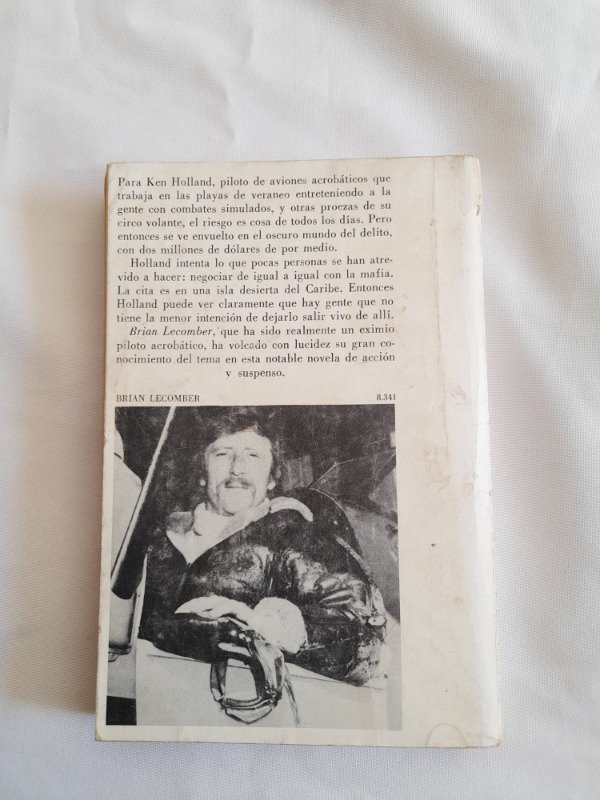 Para Ken Holland, piloto de aviones acrobáticos que
trabaja en las playas de veraneo entreteniendo a la
gente con combates simulados, y otras proezas de su
circo volante, el riesgo es cosa de todos los días. Pero
entonces se ve envuelto en el oscuro mundo del delito,
con dos millones de dólares de por medio.
Holland intenta lo que pocas personas se han atre-
vido a hacer: negociar de igual a igual con la mafia.
La cita es en una isla desierta del Caribe. Entonces
Holland puede ver claramente que hay gente que no
tiene la menor intención de dejarlo salir vivo de allí.
Brian Lecomber, que ha sido realmente un eximio
piloto acrobático, ha volcado con lucidez su gran co-
nocimiento del tema en esta notable novela de acción
y suspenso.
BRIAN LECOMBER 8.341